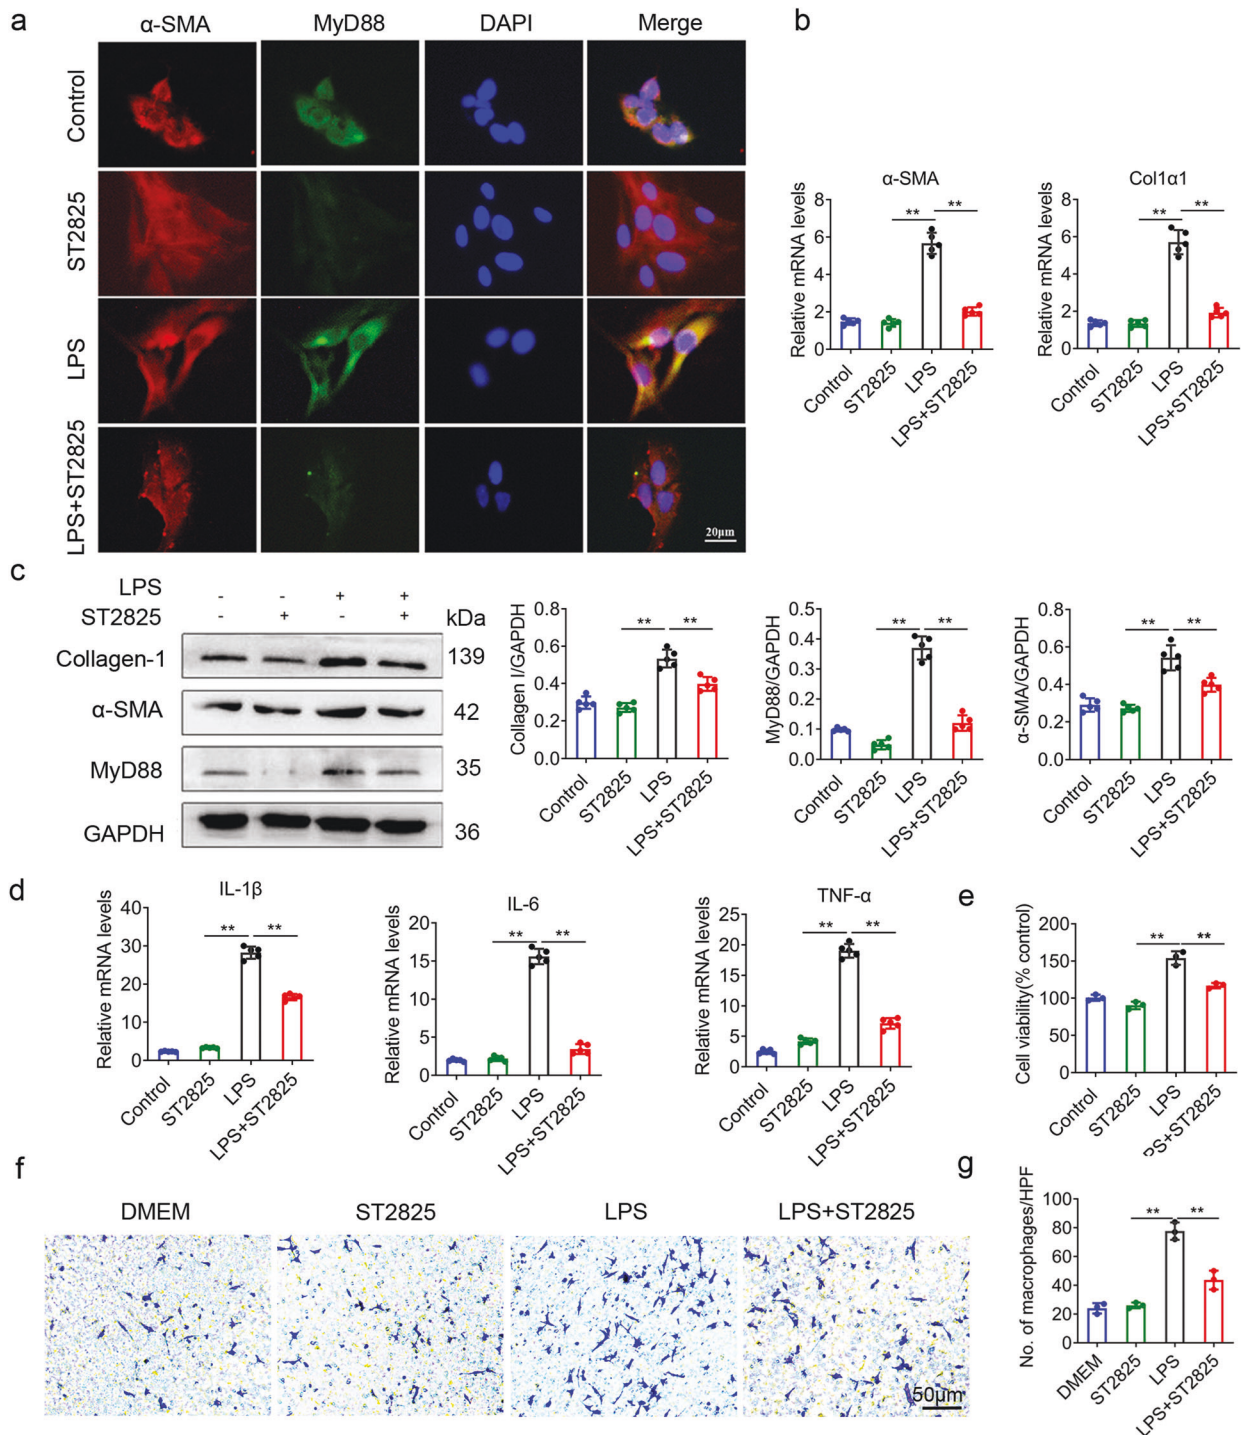 a
α-SMA MyD88 DAPI Merge
Control
ST2825
LPS
LPS+ST2825
20μm
b
α-SMA
Relative mRNA levels
8
6
4
2
0
** **
Control ST2825 LPS LPS+ST2825
Col1α1
Relative mRNA levels
8
6
4
2
0
** **
Control ST2825 LPS LPS+ST2825
c
LPS - - + +
ST2825 - + - + kDa
Collagen-1 139
α-SMA 42
MyD88 35
GAPDH 36
Collagen I/GAPDH
0.8
0.6
0.4
0.2
0.0
** **
Control ST2825 LPS LPS+ST2825
MyD88/GAPDH
0.5
0.4
0.3
0.2
0.1
0.0
** **
Control ST2825 LPS LPS+ST2825
α-SMA/GAPDH
0.8
0.6
0.4
0.2
0.0
** **
Control ST2825 LPS LPS+ST2825
d
IL-1β
Relative mRNA levels
40
30
20
10
0
** **
Control ST2825 LPS LPS+ST2825
IL-6
Relative mRNA levels
20
15
10
5
0
** **
Control ST2825 LPS LPS+ST2825
TNF-α
Relative mRNA levels
25
20
15
10
5
0
** **
Control ST2825 LPS LPS+ST2825
e
Cell viability(% control)
200
150
100
50
0
** **
Control ST2825 LPS PS+ST2825
f
DMEM ST2825 LPS LPS+ST2825
50μm
g
No. of macrophages/HPF
100
80
60
40
20
0
** **
DMEM ST2825 LPS LPS+ST2825